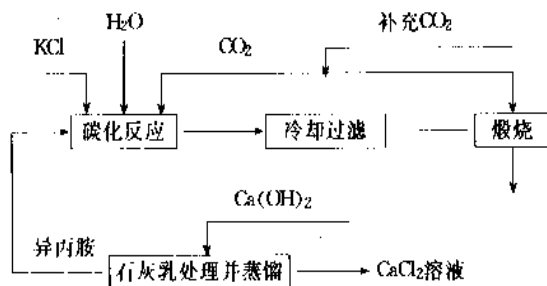 H₂O
补充CO₂
KCl
CO₂
碳化反应
冷却过滤
煅烧
Ca(OH)₂
异丙胺
石灰乳处理并蒸馏
CaCl₂溶液